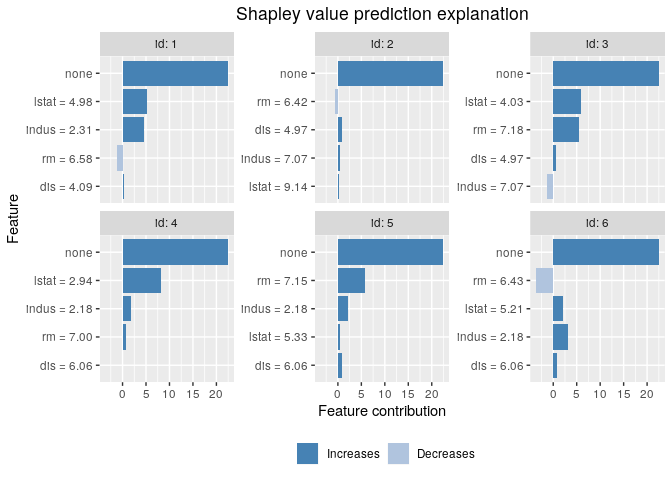 Shapley value prediction explanation
id: 1
id: 2
id: 3
none
lstat = 4.98
indus = 2.31
rm = 6.58
dis = 4.09
none
rm = 6.42
dis = 4.97
indus = 7.07
lstat = 9.14
none
lstat = 4.03
rm = 7.18
dis = 4.97
indus = 7.07
Feature
id: 4
id: 5
id: 6
none
lstat = 2.94
indus = 2.18
rm = 7.00
dis = 6.06
none
rm = 7.15
indus = 2.18
lstat = 5.33
dis = 6.06
none
rm = 6.43
lstat = 5.21
indus = 2.18
dis = 6.06
0 5 10 15 20
0 5 10 15 20
0 5 10 15 20
Feature contribution
Increases
Decreases